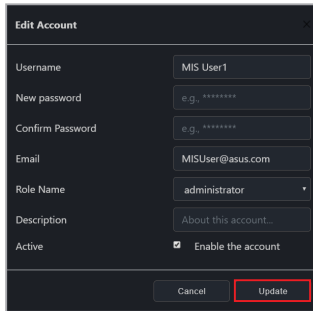 Edit Account ×
Username MIS User1
New password e.g., ********
Confirm Password e.g., ********
Email MISUser@asus.com
Role Name administrator
Description About this account...
Active Enable the account
Cancel Update